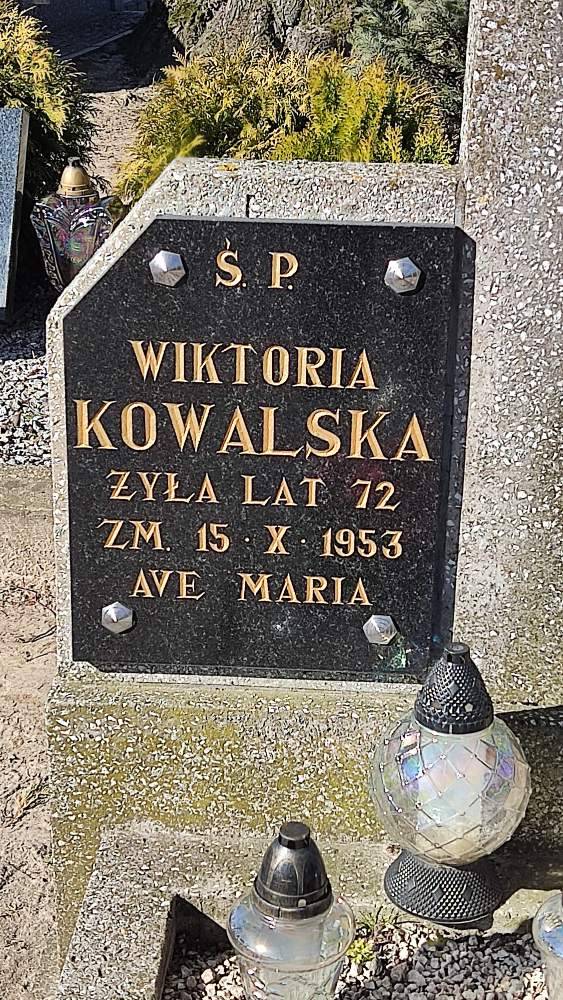 Ś. P.
WIKTORIA
KOWALSKA
ŻYŁA LAT 72
ZM. 15 · X · 1953
AVE MARIA